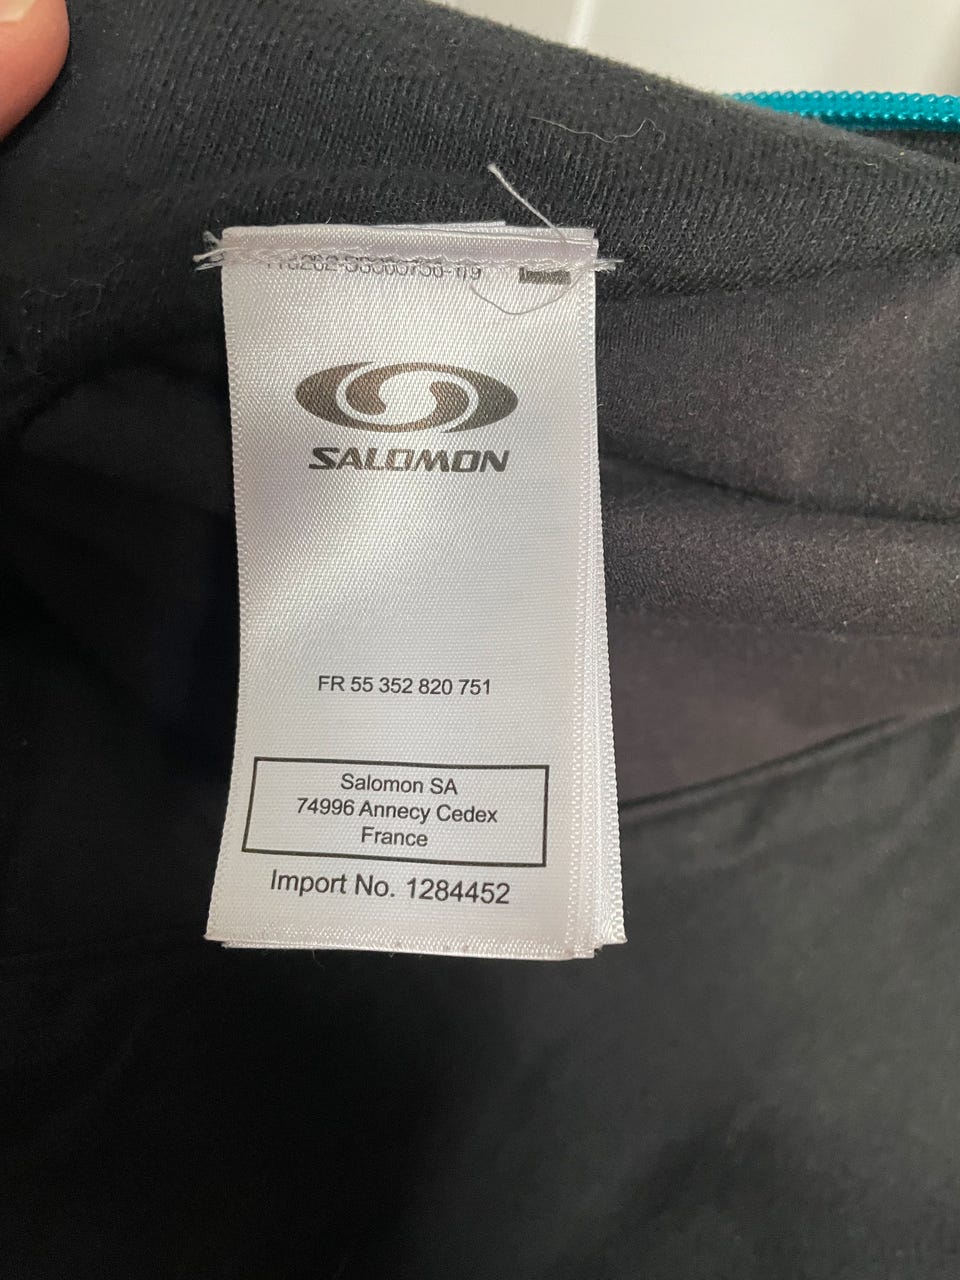 SALOMON
FR 55 352 820 751
Salomon SA
74996 Annecy Cedex
France
Import No. 1284452